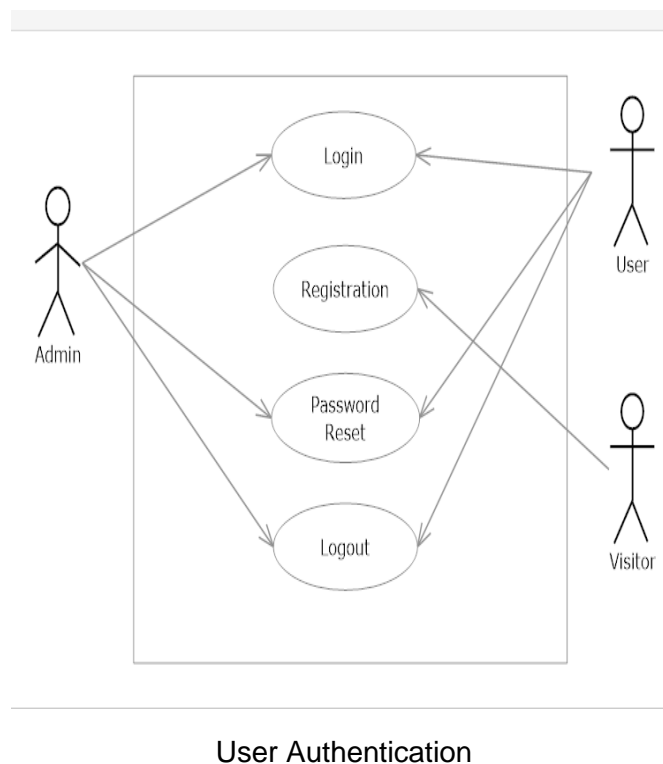 Login
User
Registration
Admin
Password
Reset
Logout
Visitor
User Authentication